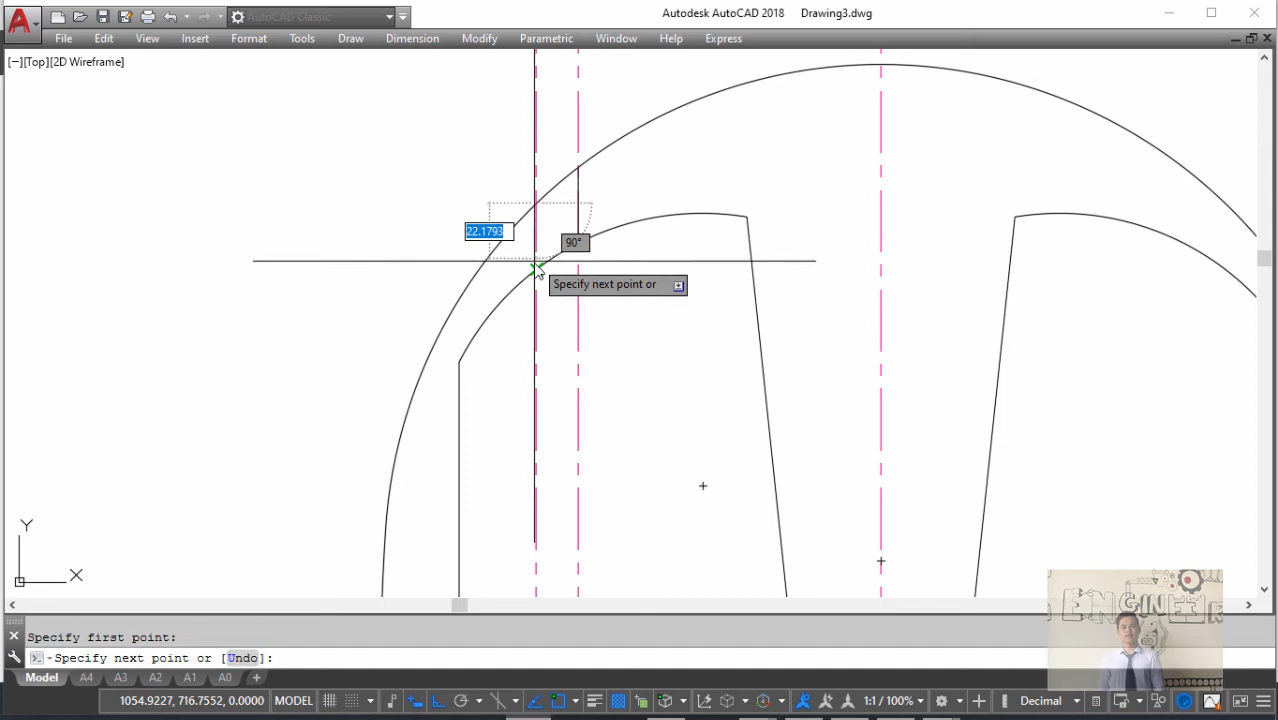 AutoCAD Classic
Autodesk AutoCAD 2018 Drawing3.dwg
File Edit View Insert Format Tools Draw Dimension Modify Parametric Window Help Express
[−][Top][2D Wireframe]
22.1793
90°
Specify next point or
Y
X
ENGIN
Specify first point:
Specify next point or [Undo]:
Model A4 A3 A2 A1 A0 +
1054.9227, 716.7552, 0.0000 MODEL 1:1 / 100% Decimal